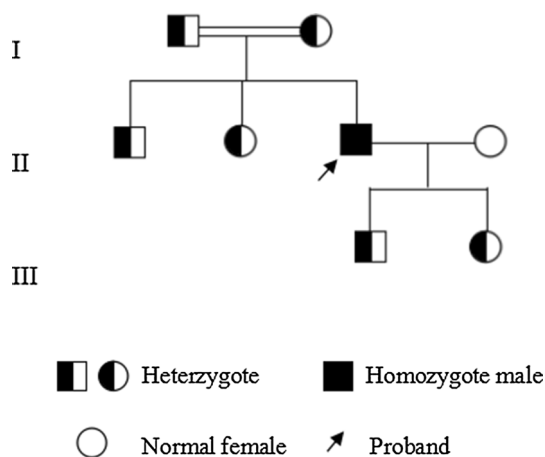 I
II
III
Heterzygote
Homozygote male
Normal female
Proband